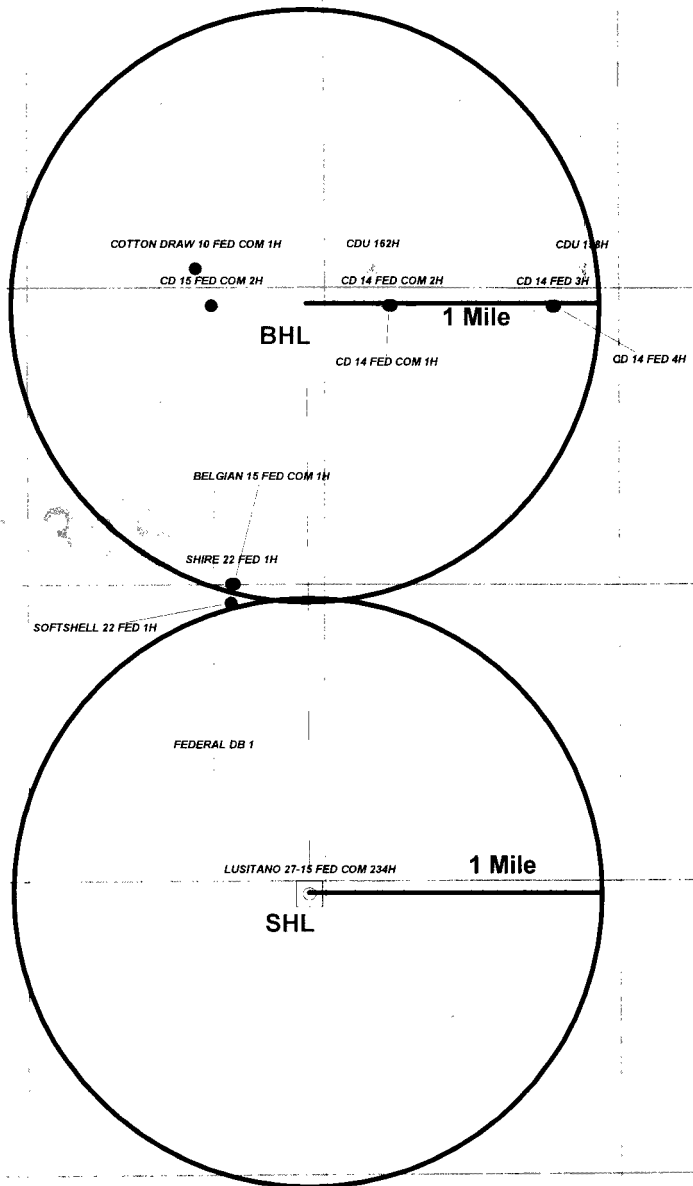 COTTON DRAW 10 FED COM 1H
CDU 162H
CD 15 FED COM 2H
CD 14 FED COM 2H
CD 14 FED 3H
1 Mile
BHL
CD 14 FED COM 1H
CD 14 FED 4H
BELGIAN 15 FED COM 1H
SHIRE 22 FED 1H
SOFTSHELL 22 FED 1H
FEDERAL DB 1
LUSITANO 27-15 FED COM 234H
1 Mile
SHL